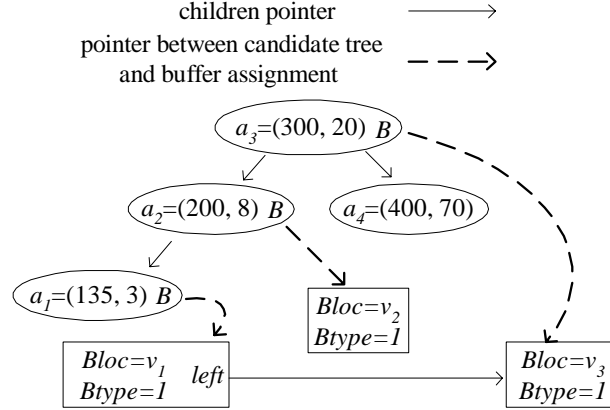 children pointer
pointer between candidate tree
and buffer assignment
a₃=(300, 20) B
a₂=(200, 8) B
a₄=(400, 70)
a₁=(135, 3) B
Bloc=v₂
Btype=1
Bloc=v₁
Btype=1
left
Bloc=v₃
Btype=1